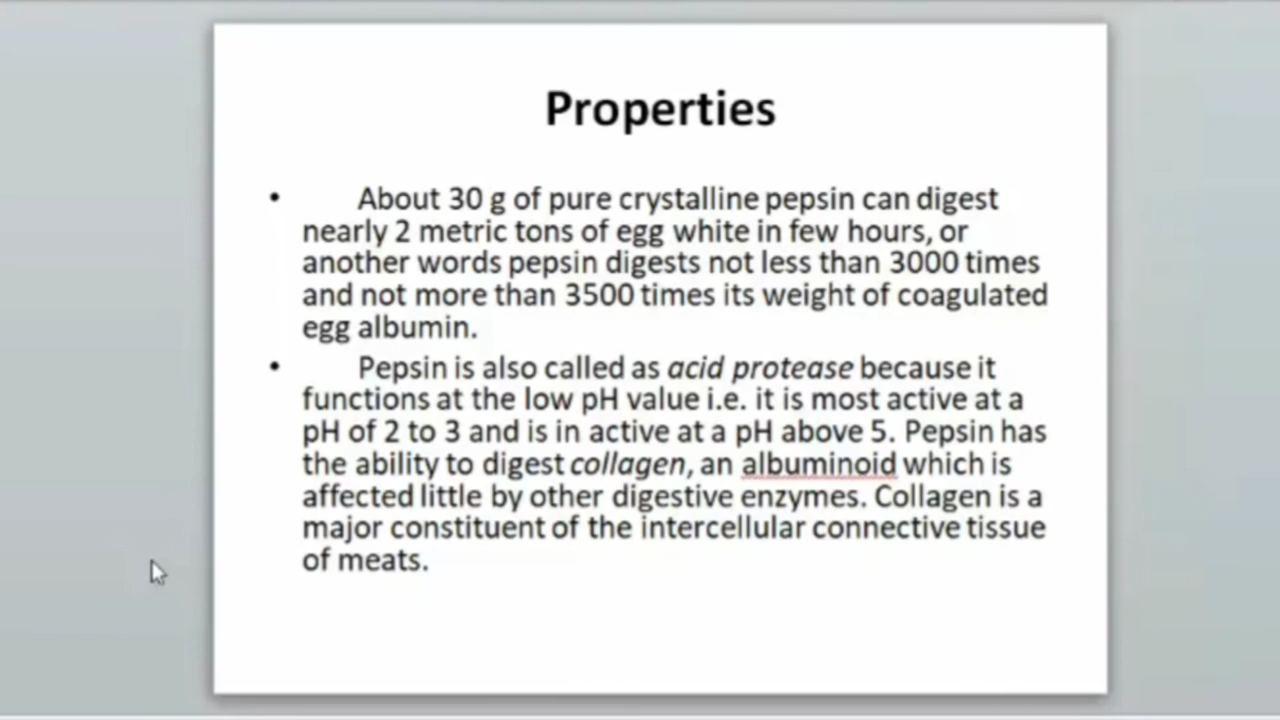 Properties
• About 30 g of pure crystalline pepsin can digest
nearly 2 metric tons of egg white in few hours, or
another words pepsin digests not less than 3000 times
and not more than 3500 times its weight of coagulated
egg albumin.
• Pepsin is also called as acid protease because it
functions at the low pH value i.e. it is most active at a
pH of 2 to 3 and is in active at a pH above 5. Pepsin has
the ability to digest collagen, an albuminoid which is
affected little by other digestive enzymes. Collagen is a
major constituent of the intercellular connective tissue
of meats.